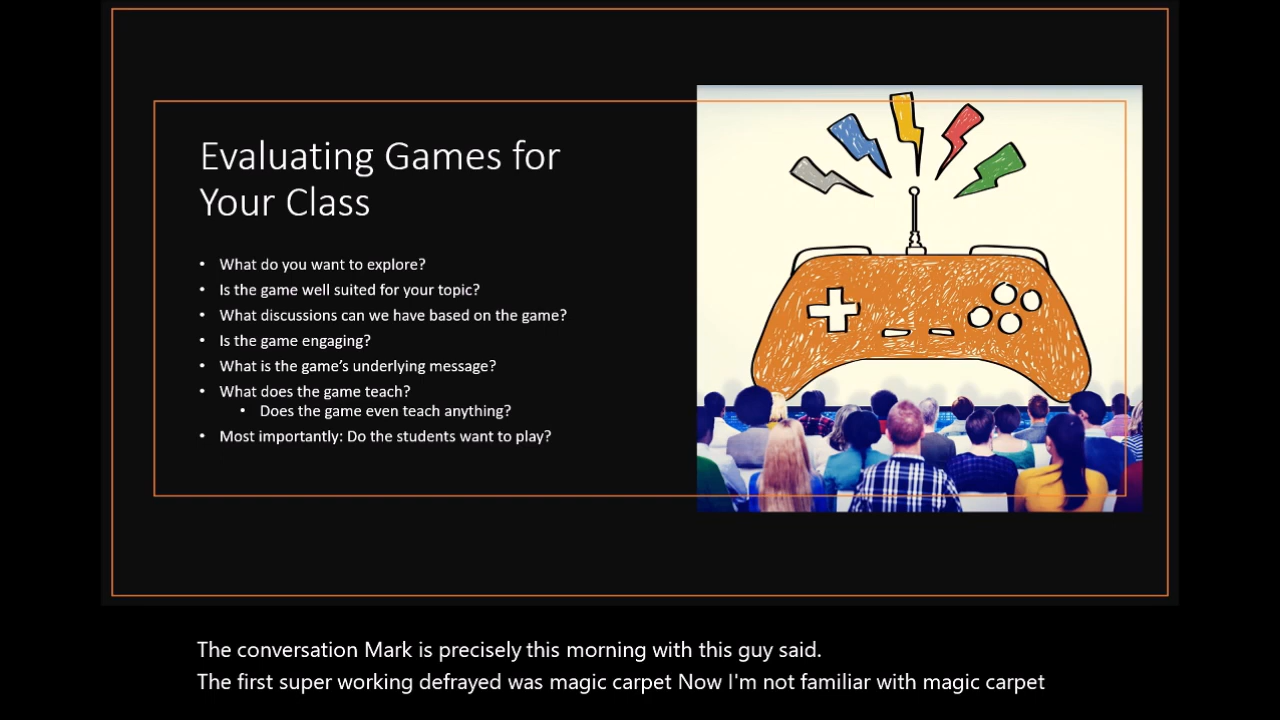 Evaluating Games for
Your Class
• What do you want to explore?
• Is the game well suited for your topic?
• What discussions can we have based on the game?
• Is the game engaging?
• What is the game's underlying message?
• What does the game teach?
• Does the game even teach anything?
• Most importantly: Do the students want to play?
The conversation Mark is precisely this morning with this guy said.
The first super working defrayed was magic carpet Now I'm not familiar with magic carpet